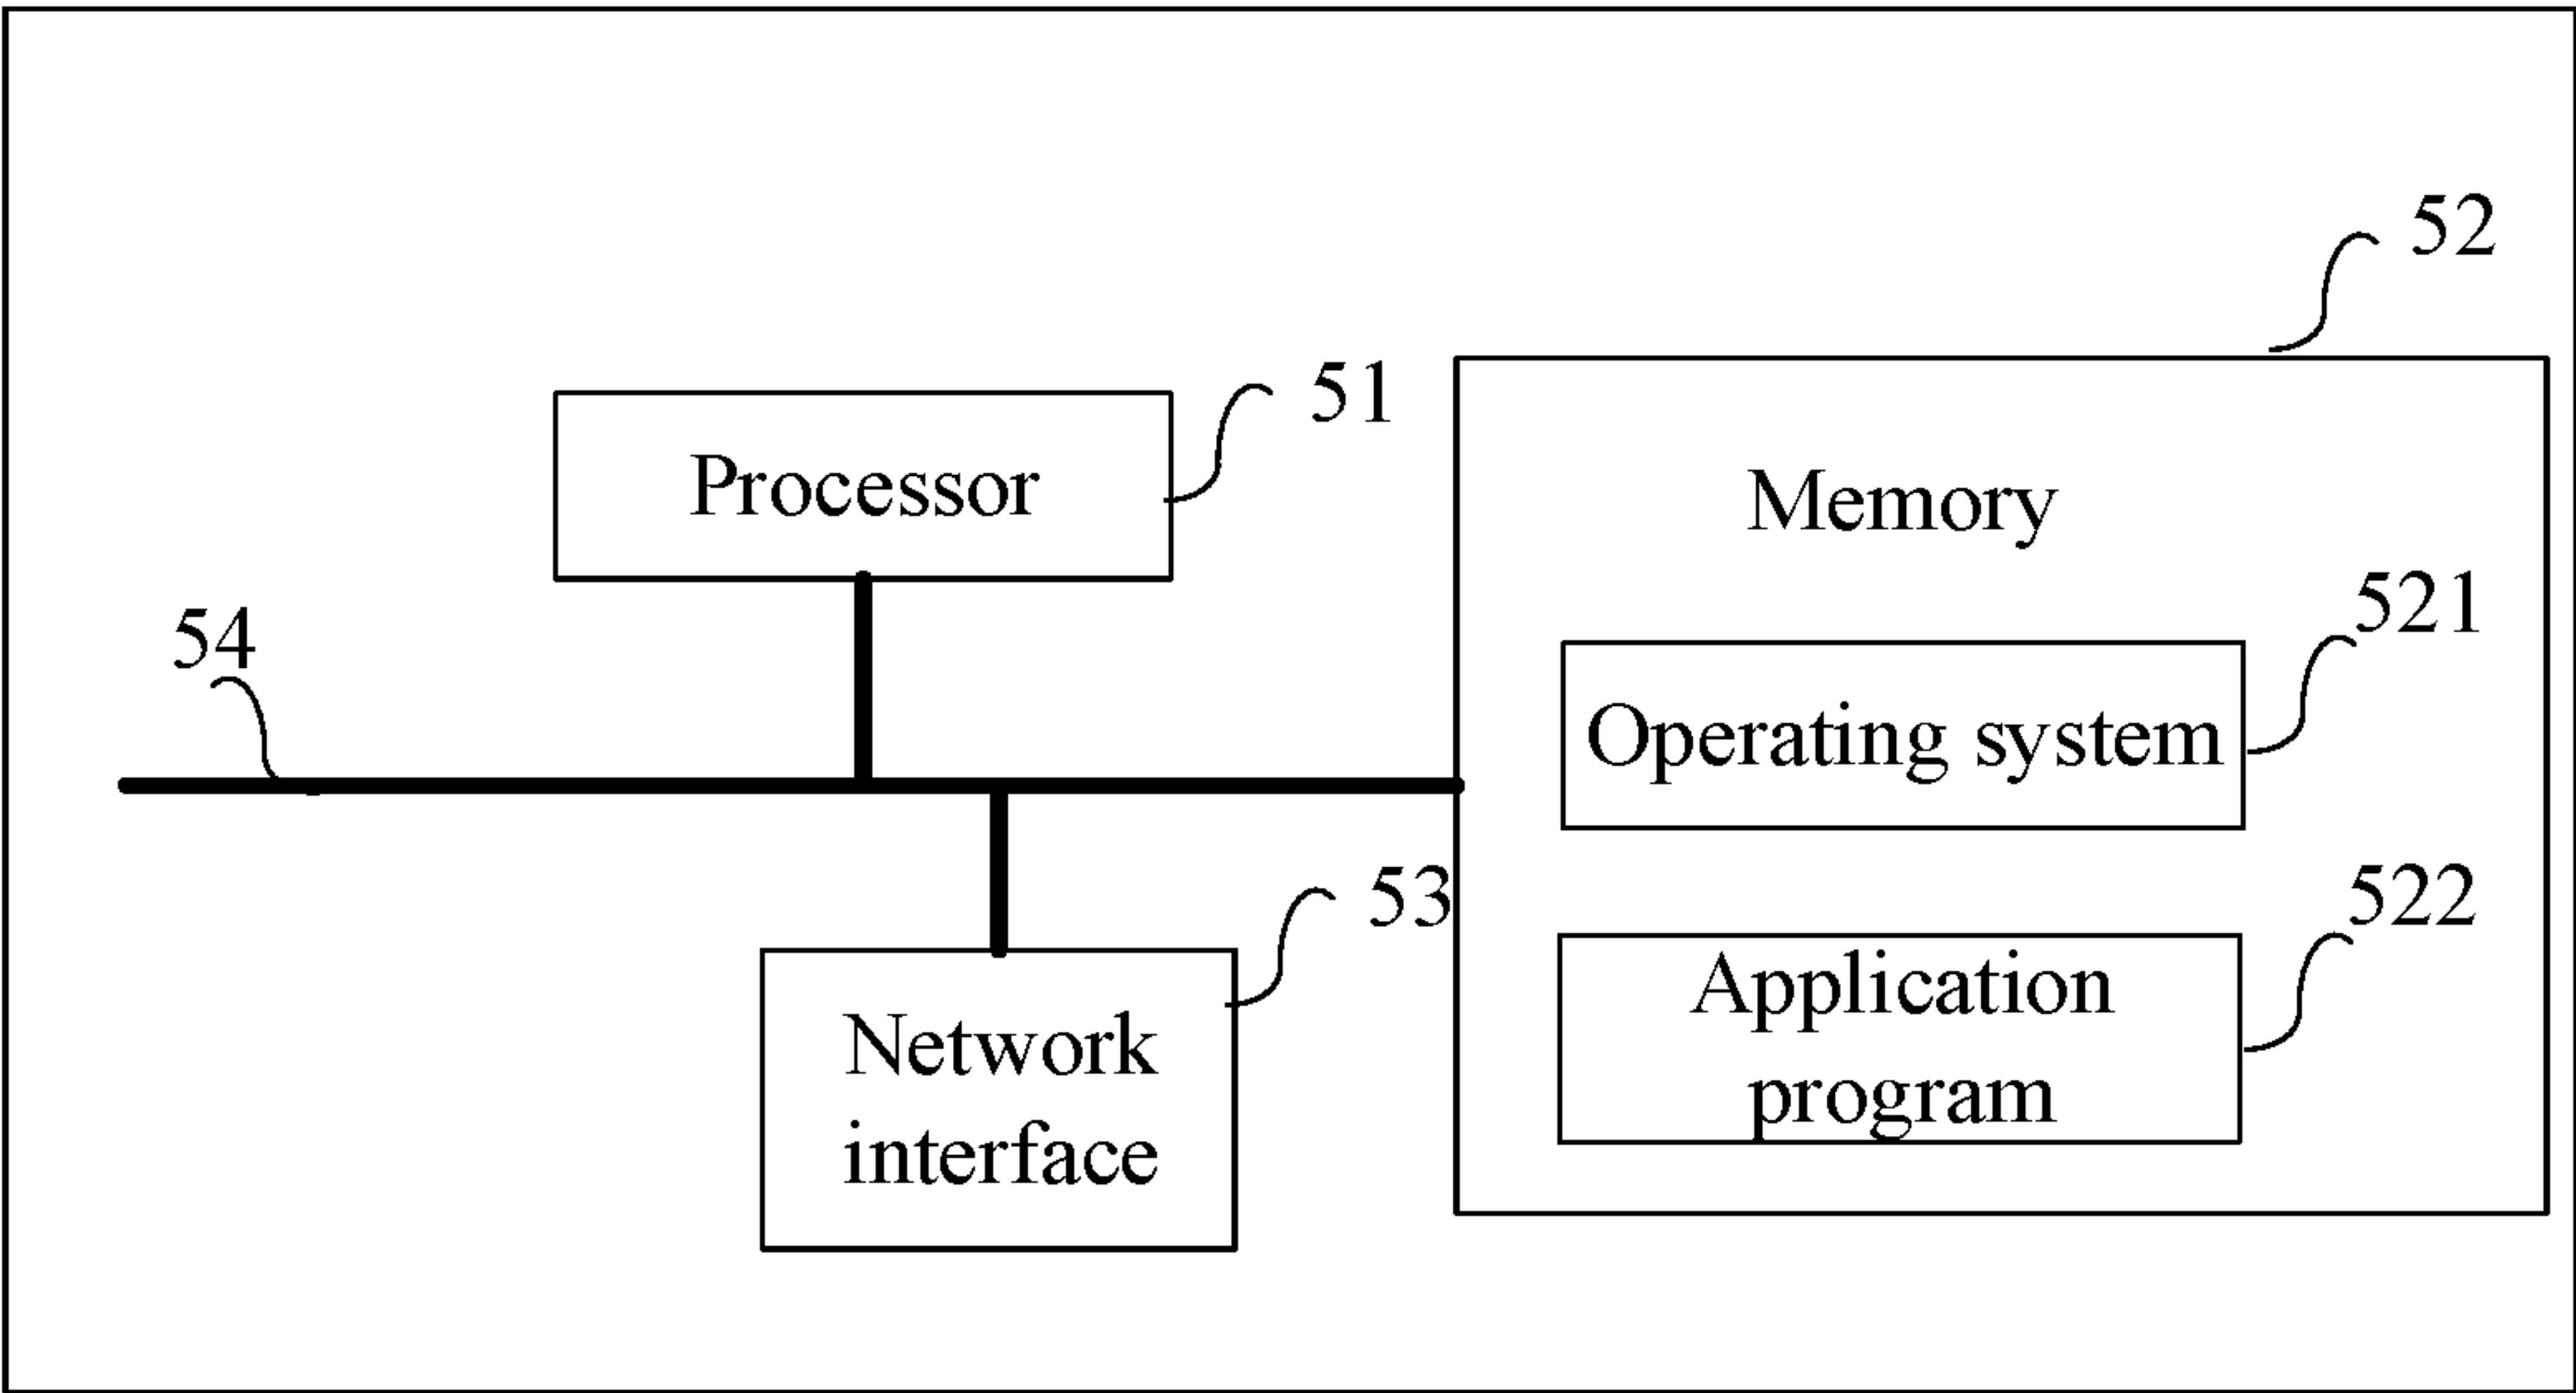 52
51
Processor
Memory
521
54
Operating system
53
522
Application
program
Network
interface